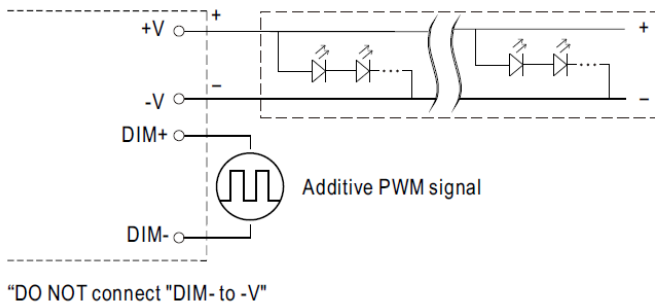 +V
+
+
-V
−
−
DIM+
Additive PWM signal
DIM-
“DO NOT connect "DIM- to -V"